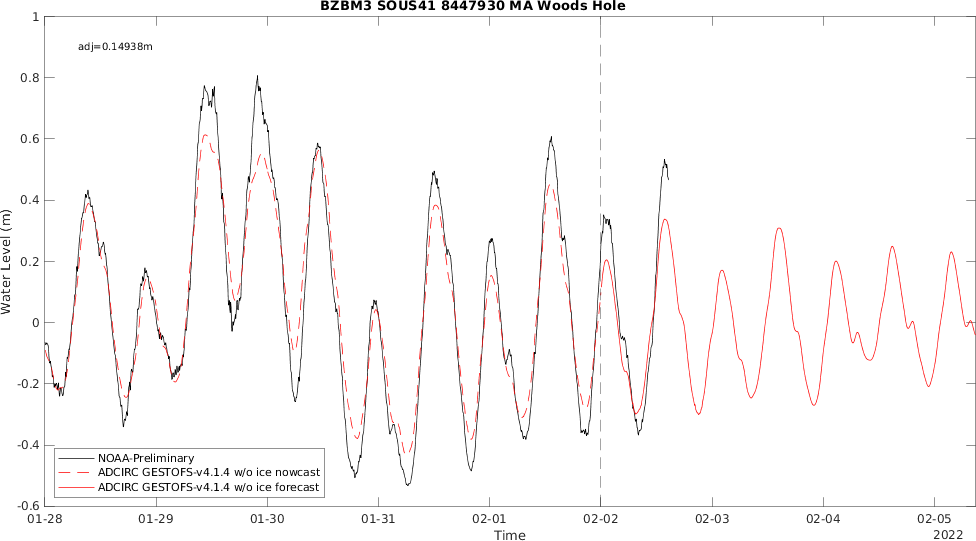 BZBM3 SOUS41 8447930 MA Woods Hole
1
adj=0.14938m
0.8
0.6
0.4
0.2
0
-0.2
-0.4
-0.6
Water Level (m)
NOAA-Preliminary
ADCIRC GESTOFS-v4.1.4 w/o ice nowcast
ADCIRC GESTOFS-v4.1.4 w/o ice forecast
01-28 01-29 01-30 01-31 02-01 02-02 02-03 02-04 02-05
Time
2022